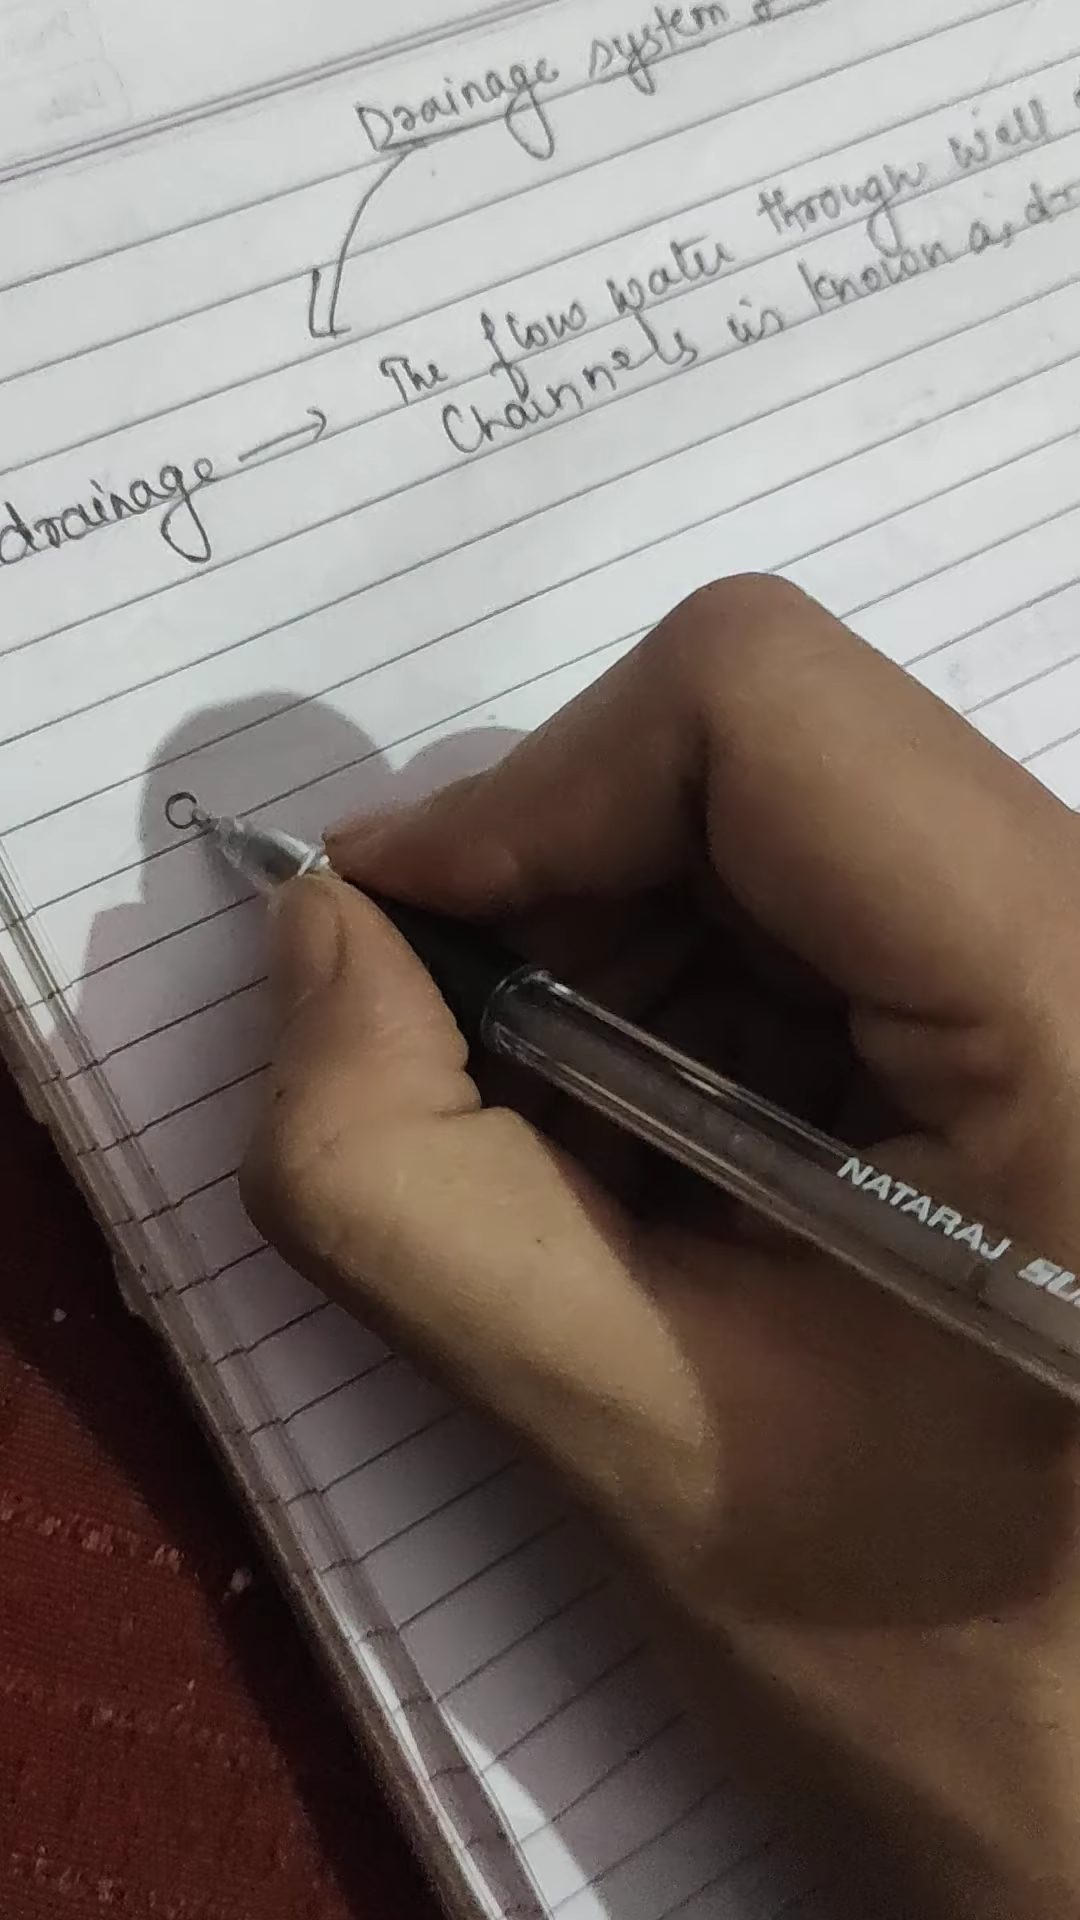 Drainage system
The flow water through well
Channels is known as
drainage →
a
NATARAJ